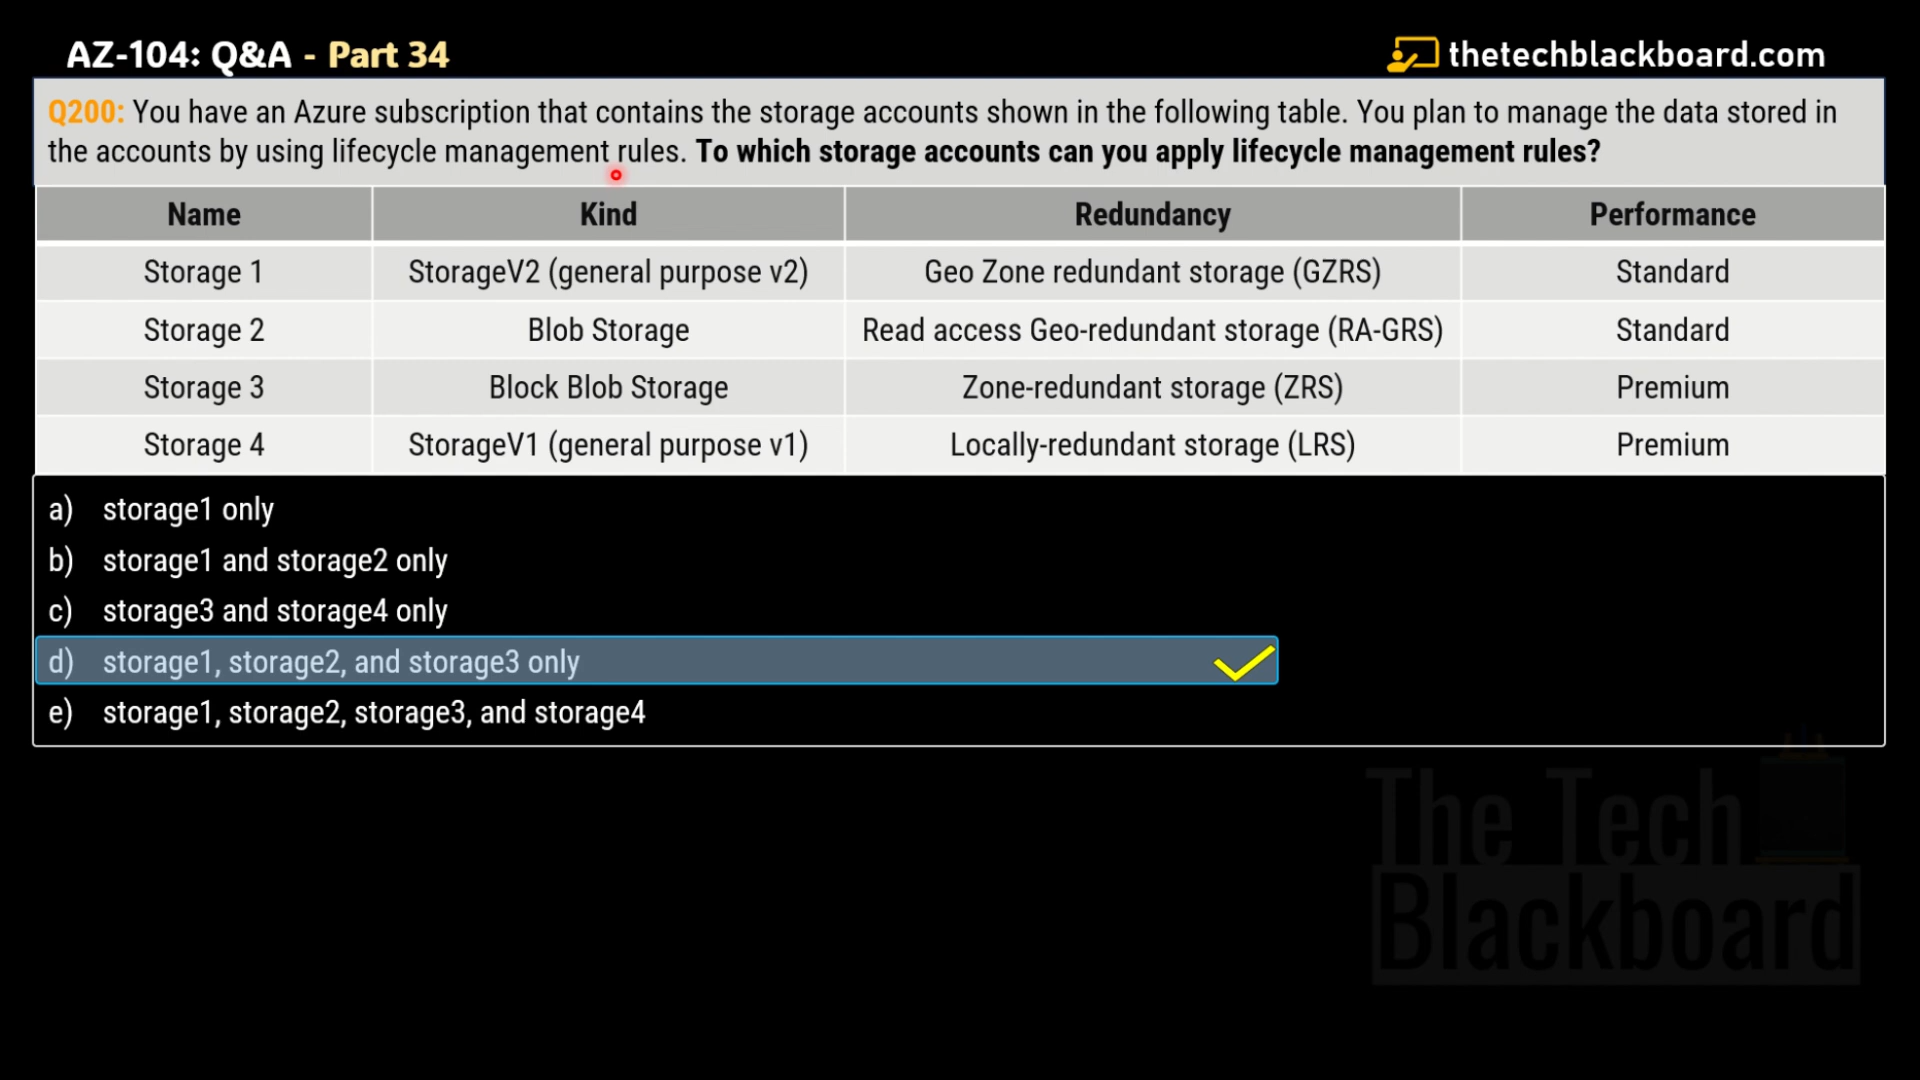 AZ-104: Q&A - Part 34
thetechblackboard.com
Q200: You have an Azure subscription that contains the storage accounts shown in the following table. You plan to manage the data stored in
the accounts by using lifecycle management rules. To which storage accounts can you apply lifecycle management rules?
Name Kind Redundancy Performance
Storage 1 StorageV2 (general purpose v2) Geo Zone redundant storage (GZRS) Standard
Storage 2 Blob Storage Read access Geo-redundant storage (RA-GRS) Standard
Storage 3 Block Blob Storage Zone-redundant storage (ZRS) Premium
Storage 4 StorageV1 (general purpose v1) Locally-redundant storage (LRS) Premium
a) storage1 only
b) storage1 and storage2 only
c) storage3 and storage4 only
d) storage1, storage2, and storage3 only
e) storage1, storage2, storage3, and storage4
The Tech
Blackboard